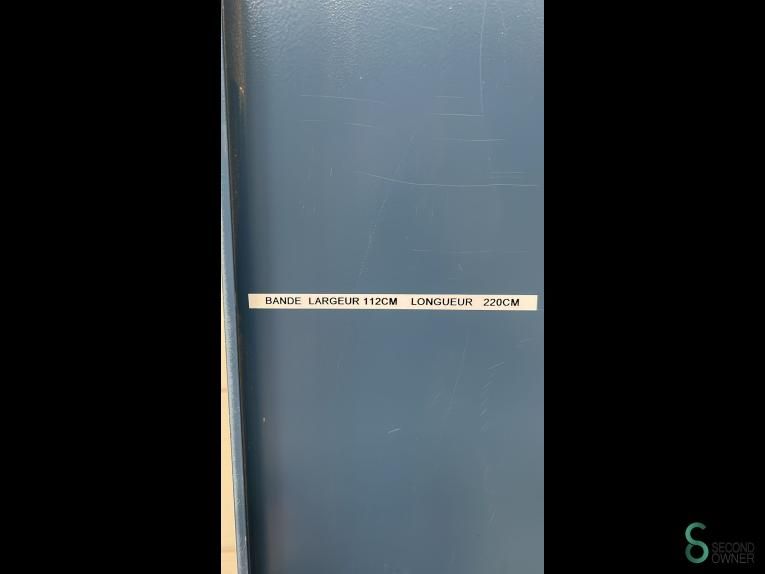 BANDE LARGEUR 112CM LONGUEUR 220CM
SECOND
OWNER